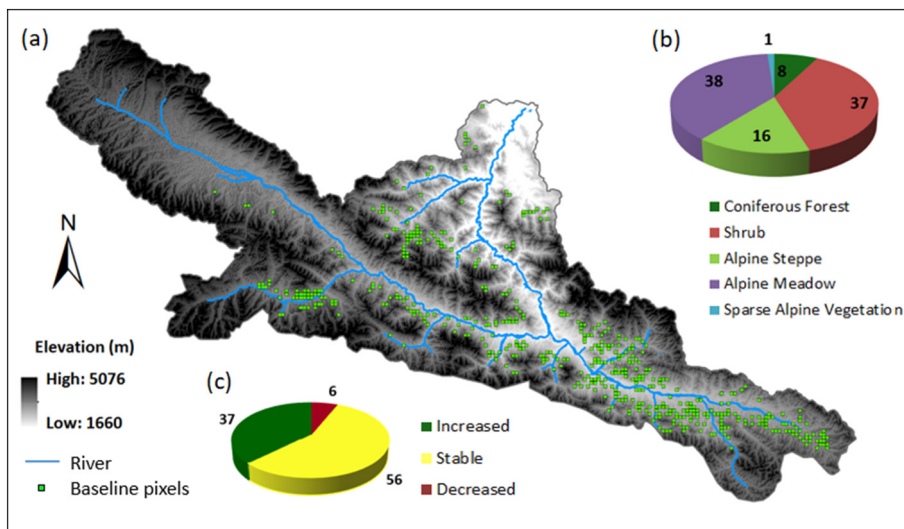 (a)
(b)
1
8
38
37
16
Coniferous Forest
Shrub
Alpine Steppe
Alpine Meadow
Sparse Alpine Vegetation
N
Elevation (m)
High: 5076
Low: 1660
River
Baseline pixels
(c)
6
37
56
Increased
Stable
Decreased